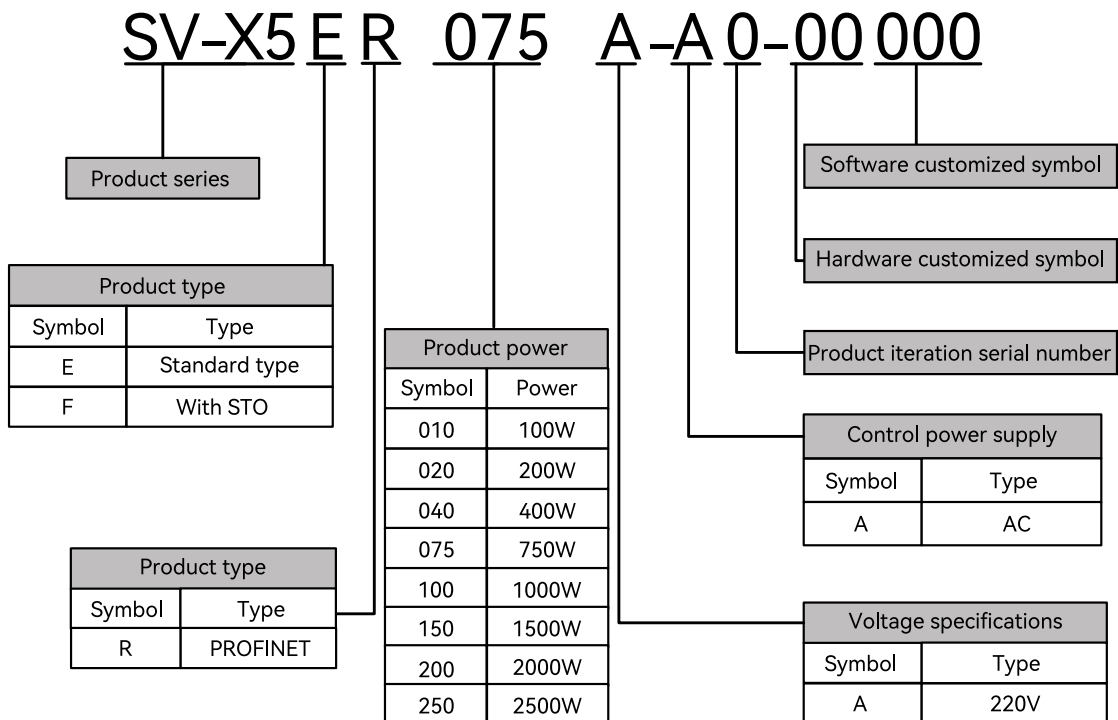 SV-X5 E R 075 A-A 0-00 000
Product series
Product type
Symbol Type
E Standard type
F With STO
Product type
Symbol Type
R PROFINET
Product power
Symbol Power
010 100W
020 200W
040 400W
075 750W
100 1000W
150 1500W
200 2000W
250 2500W
Software customized symbol
Hardware customized symbol
Product iteration serial number
Control power supply
Symbol Type
A AC
Voltage specifications
Symbol Type
A 220V